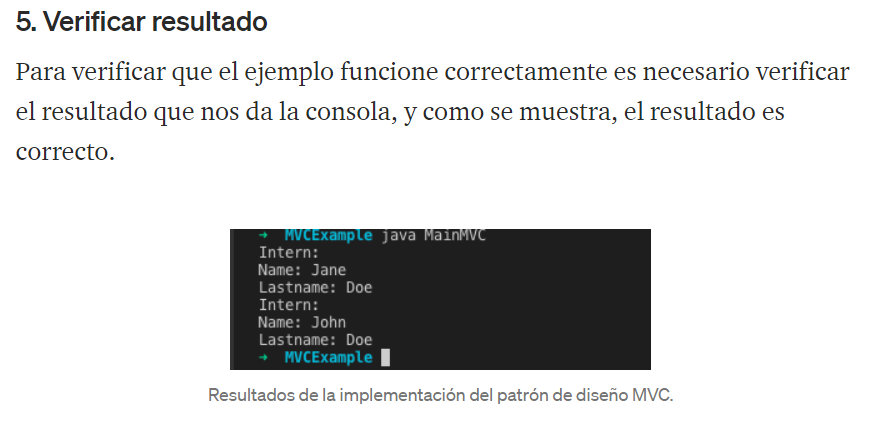 5. Verificar resultado
Para verificar que el ejemplo funcione correctamente es necesario verificar
el resultado que nos da la consola, y como se muestra, el resultado es
correcto.
➜ MVCExample java MainMVC
Intern:
Name: Jane
Lastname: Doe
Intern:
Name: John
Lastname: Doe
➜ MVCExample
Resultados de la implementación del patrón de diseño MVC.